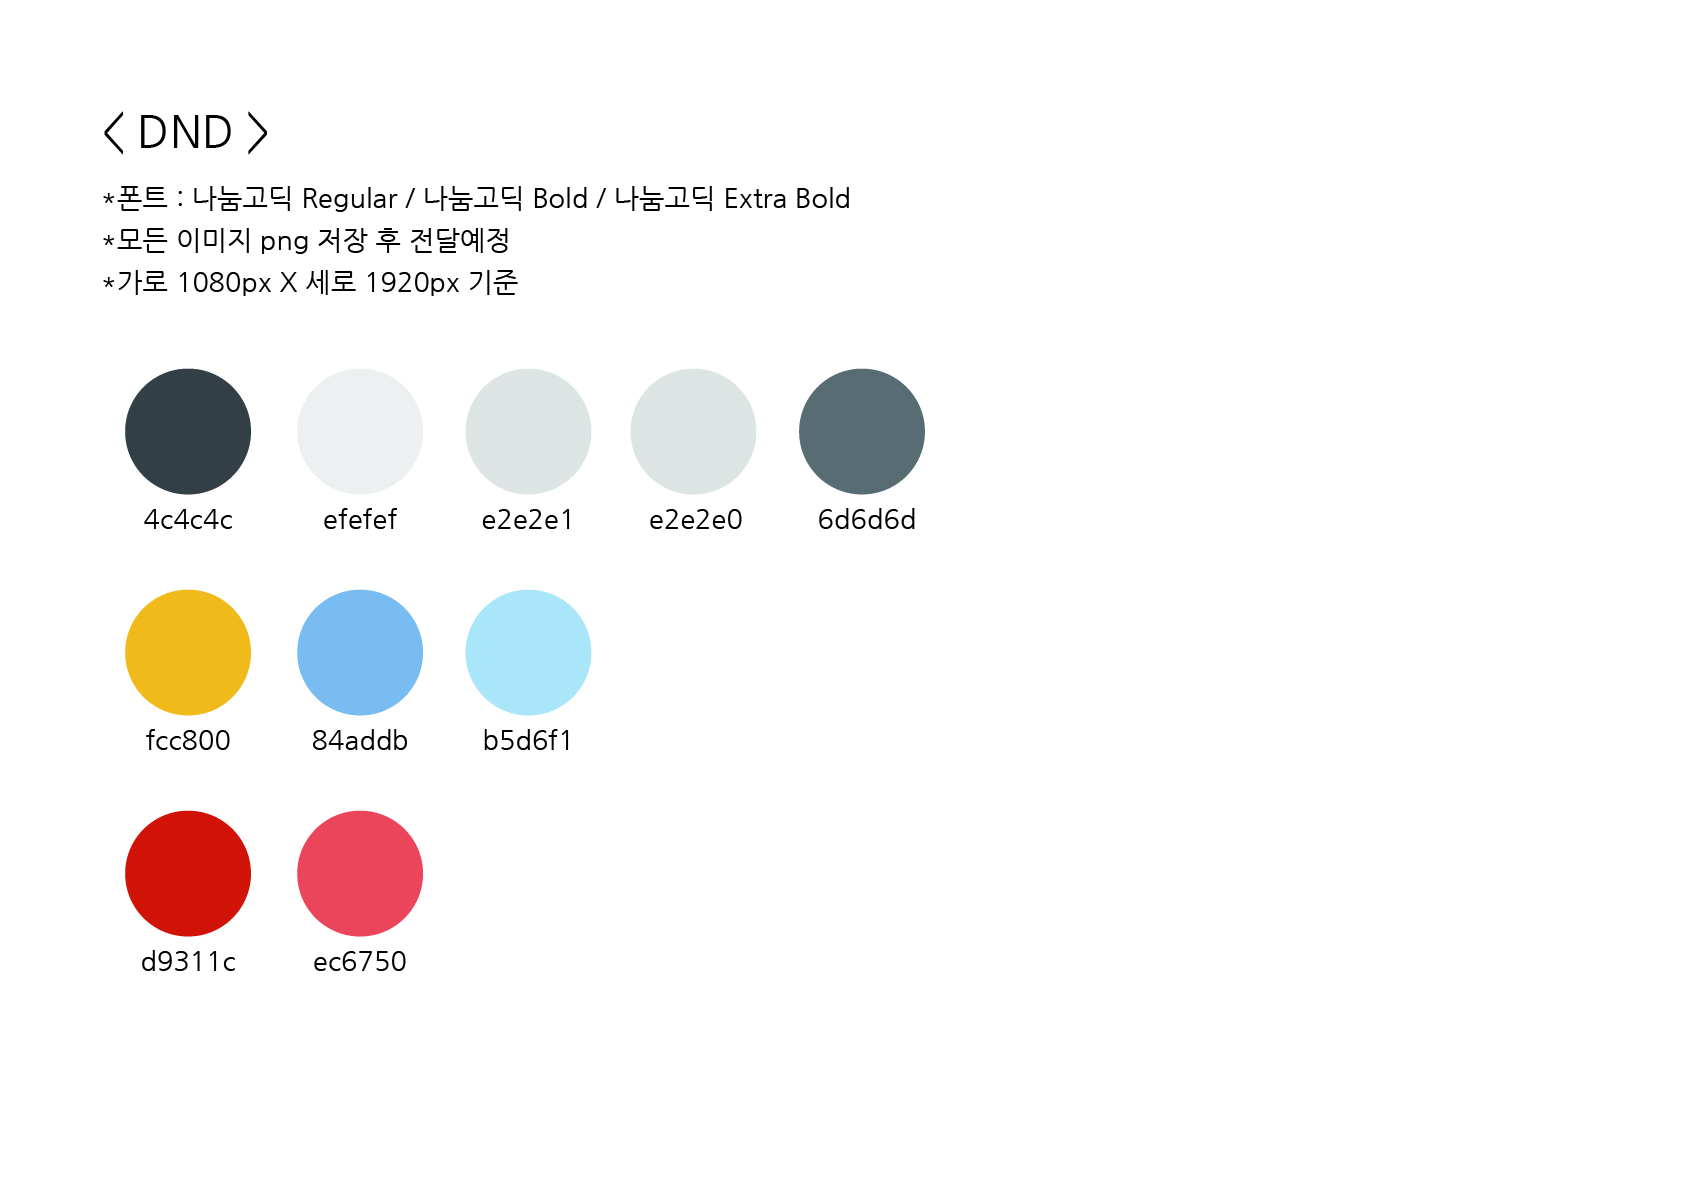 < DND >
*폰트 : 나눔고딕 Regular / 나눔고딕 Bold / 나눔고딕 Extra Bold
*모든 이미지 png 저장 후 전달예정
*가로 1080px X 세로 1920px 기준
4c4c4c efefef e2e2e1 e2e2e0 6d6d6d
fcc800 84addb b5d6f1
d9311c ec6750